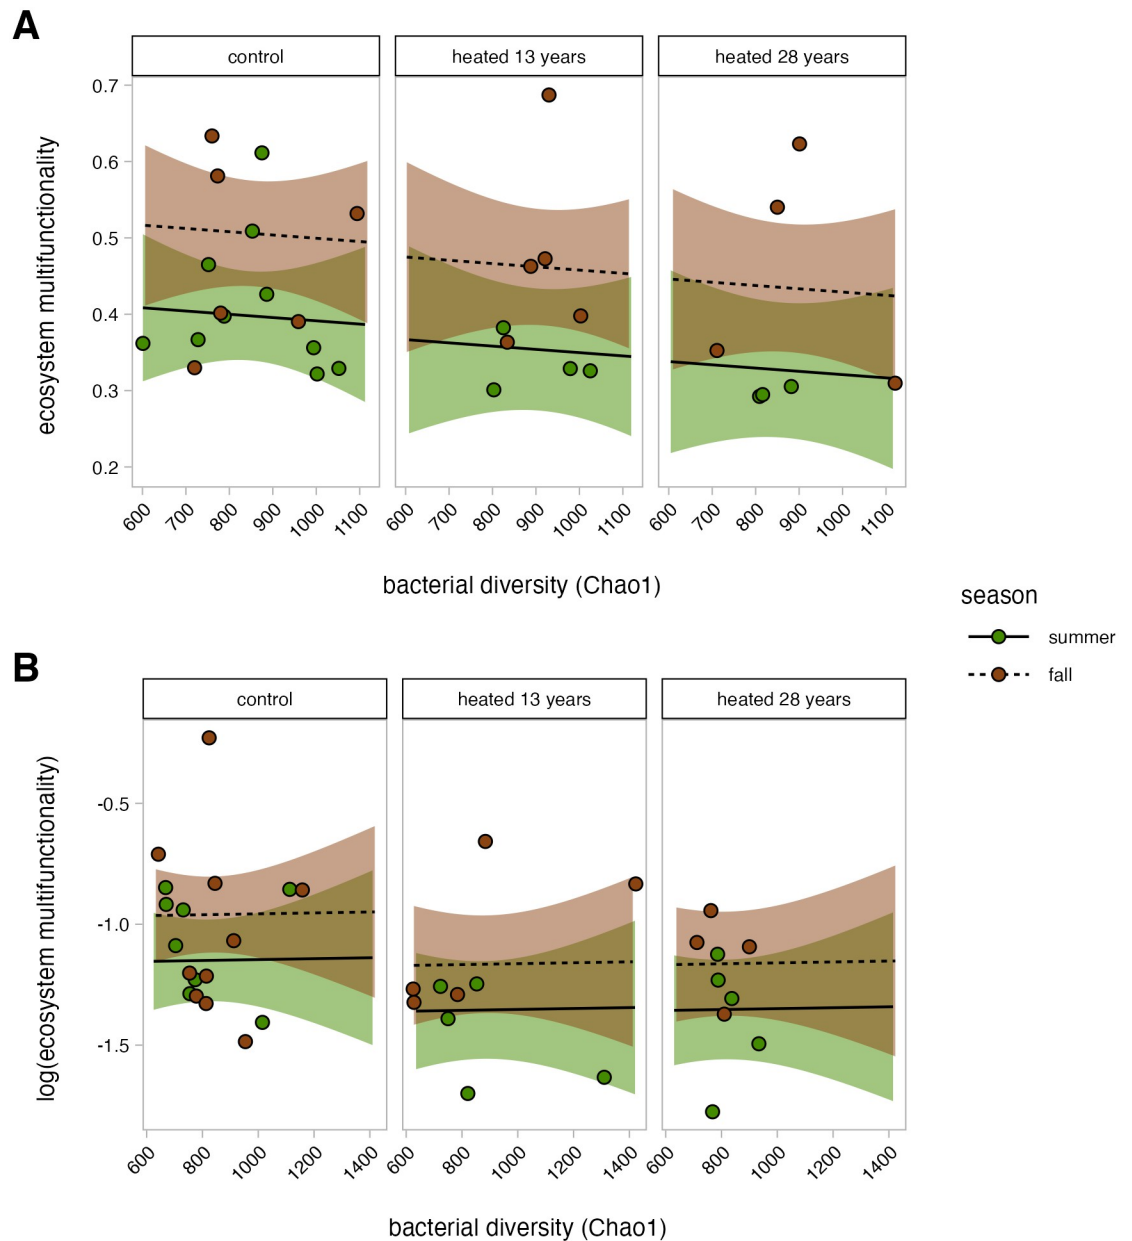 A
control
heated 13 years
heated 28 years
ecosystem multifunctionality
0.7
0.6
0.5
0.4
0.3
0.2
600 700 800 900 1000 1100
600 700 800 900 1000 1100
600 700 800 900 1000 1100
bacterial diversity (Chao1)
season
summer
fall
B
control
heated 13 years
heated 28 years
log(ecosystem multifunctionality)
-0.5
-1.0
-1.5
600 800 1000 1200 1400
600 800 1000 1200 1400
600 800 1000 1200 1400
bacterial diversity (Chao1)